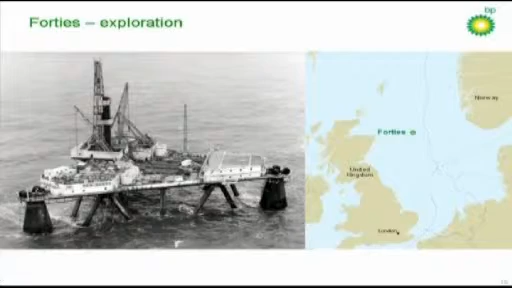 Forties – exploration
bp
Norway
Forties
United
Kingdom
London